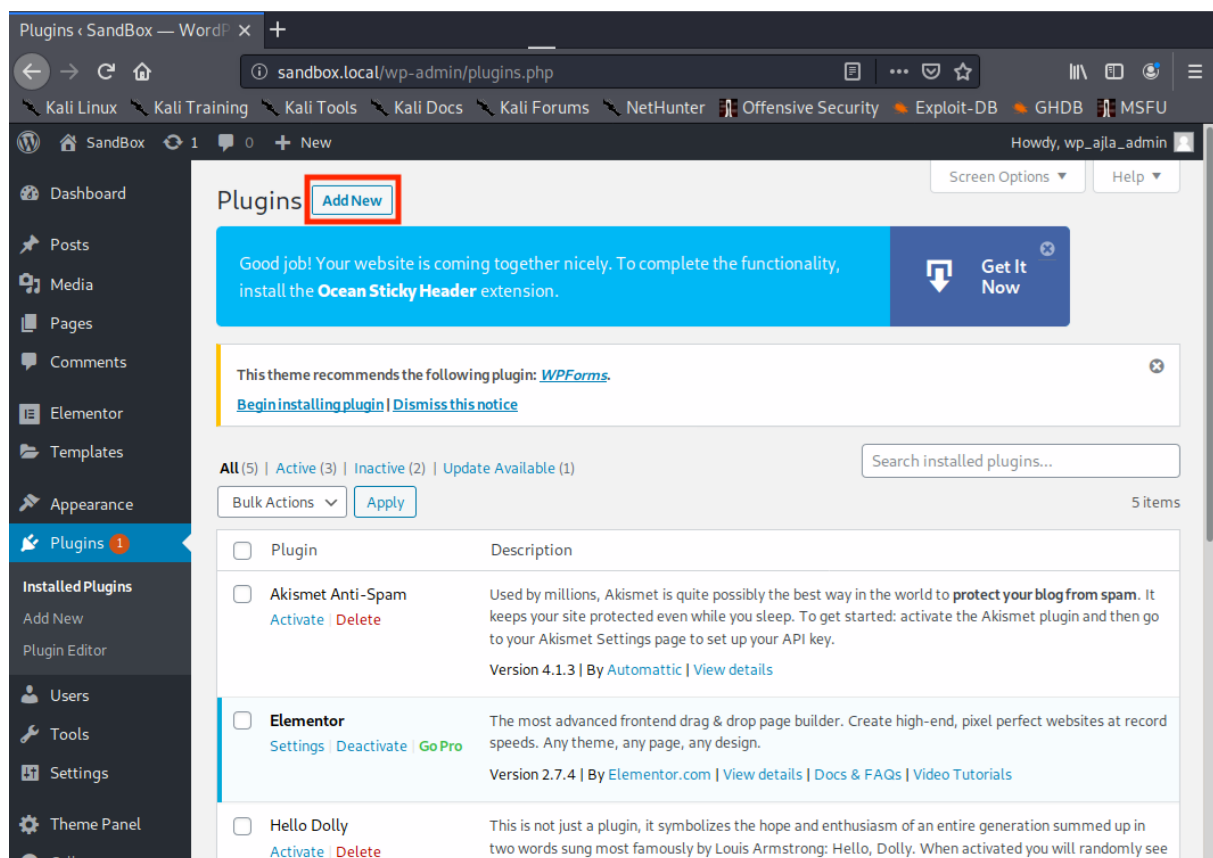 Plugins ‹ SandBox — WordP
sandbox.local/wp-admin/plugins.php
Kali Linux Kali Training Kali Tools Kali Docs Kali Forums NetHunter Offensive Security Exploit-DB GHDB MSFU
SandBox 1 0 + New Howdy, wp_ajla_admin
Screen Options Help
Dashboard
Posts
Media
Pages
Comments
Elementor
Templates
Appearance
Plugins 1
Installed Plugins
Add New
Plugin Editor
Users
Tools
Settings
Theme Panel
Plugins Add New
Good job! Your website is coming together nicely. To complete the functionality,
install the Ocean Sticky Header extension.
Get It
Now
This theme recommends the following plugin: WPForms.
Begin installing plugin | Dismiss this notice
All (5) | Active (3) | Inactive (2) | Update Available (1)
Search installed plugins...
Bulk Actions Apply
5 items
Plugin Description
Akismet Anti-Spam
Activate | Delete
Used by millions, Akismet is quite possibly the best way in the world to protect your blog from spam. It
keeps your site protected even while you sleep. To get started: activate the Akismet plugin and then go
to your Akismet Settings page to set up your API key.
Version 4.1.3 | By Automattic | View details
Elementor
Settings | Deactivate | Go Pro
The most advanced frontend drag & drop page builder. Create high-end, pixel perfect websites at record
speeds. Any theme, any page, any design.
Version 2.7.4 | By Elementor.com | View details | Docs & FAQs | Video Tutorials
Hello Dolly
Activate | Delete
This is not just a plugin, it symbolizes the hope and enthusiasm of an entire generation summed up in
two words sung most famously by Louis Armstrong: Hello, Dolly. When activated you will randomly see